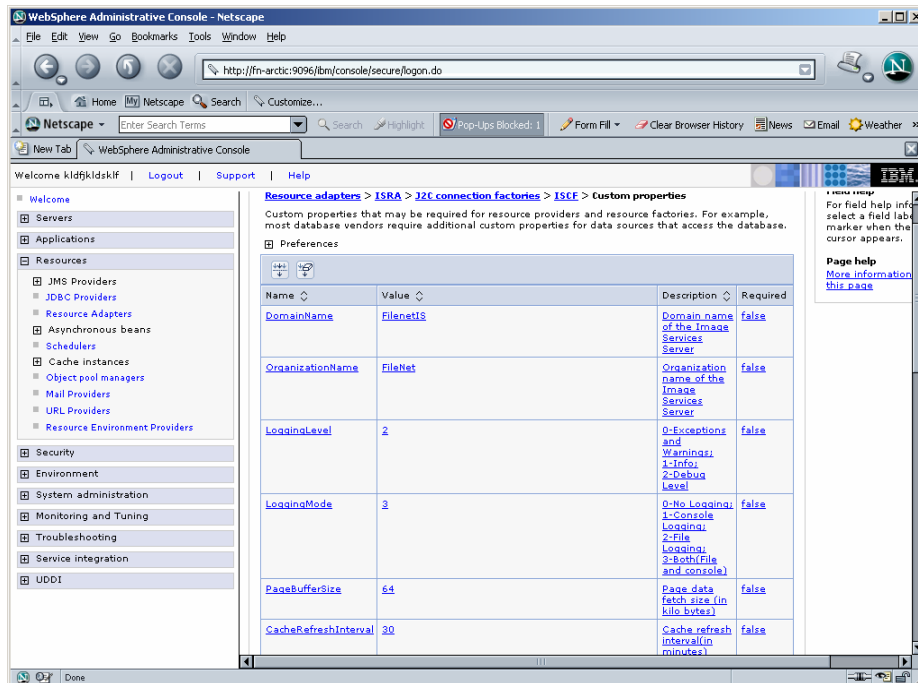 WebSphere Administrative Console - Netscape
File Edit View Go Bookmarks Tools Window Help
http://fn-arctic:9096/ibm/console/secure/logon.do
Home My Netscape Search Customize...
Netscape Enter Search Terms Search Highlight Pop-Ups Blocked: 1 Form Fill Clear Browser History News Email Weather
New Tab WebSphere Administrative Console
Welcome kldfjkldsklf | Logout | Support | Help IBM.
Welcome
Servers
Applications
Resources
JMS Providers
JDBC Providers
Resource Adapters
Asynchronous beans
Schedulers
Cache instances
Object pool managers
Mail Providers
URL Providers
Resource Environment Providers
Security
Environment
System administration
Monitoring and Tuning
Troubleshooting
Service integration
UDDI
Resource adapters > ISRA > J2C connection factories > ISCF > Custom properties
Custom properties that may be required for resource providers and resource factories. For example,
most database vendors require additional custom properties for data sources that access the database.
Preferences
Name Value Description Required
DomainName FilenetIS Domain name false
of the Image
Services
Server
OrganizationName FileNet Organization false
name of the
Image
Services
Server
LoggingLevel 2 0-Exceptions false
and
Warnings;
1-Info;
2-Debug
Level
LoggingMode 3 0-No Logging; false
1-Console
Logging;
2-File
Logging;
3-Both(File
and console)
PageBufferSize 64 Page data false
fetch size (in
kilo bytes)
CacheRefreshInterval 30 Cache refresh false
interval(in
minutes)
Field help
For field help info
select a field labe
marker when the
cursor appears.
Page help
More information
this page
Done